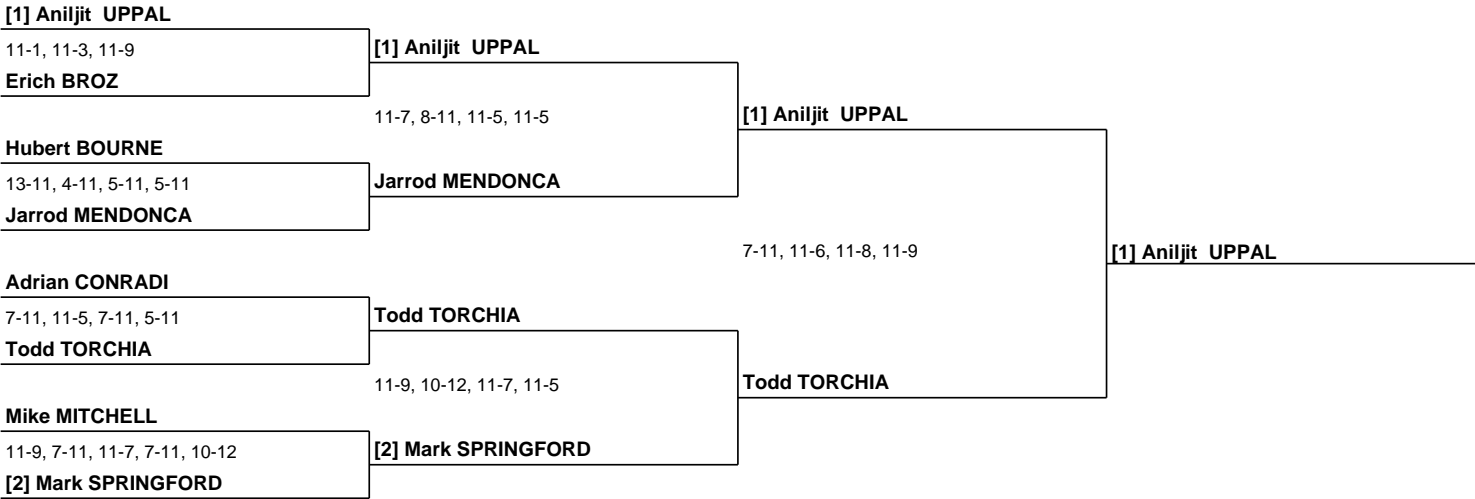 [1] Aniljit UPPAL
11-1, 11-3, 11-9
[1] Aniljit UPPAL
Erich BROZ
11-7, 8-11, 11-5, 11-5
[1] Aniljit UPPAL
Hubert BOURNE
13-11, 4-11, 5-11, 5-11
Jarrod MENDONCA
Jarrod MENDONCA
7-11, 11-6, 11-8, 11-9
[1] Aniljit UPPAL
Adrian CONRADI
7-11, 11-5, 7-11, 5-11
Todd TORCHIA
Todd TORCHIA
11-9, 10-12, 11-7, 11-5
Todd TORCHIA
Mike MITCHELL
11-9, 7-11, 11-7, 7-11, 10-12
[2] Mark SPRINGFORD
[2] Mark SPRINGFORD